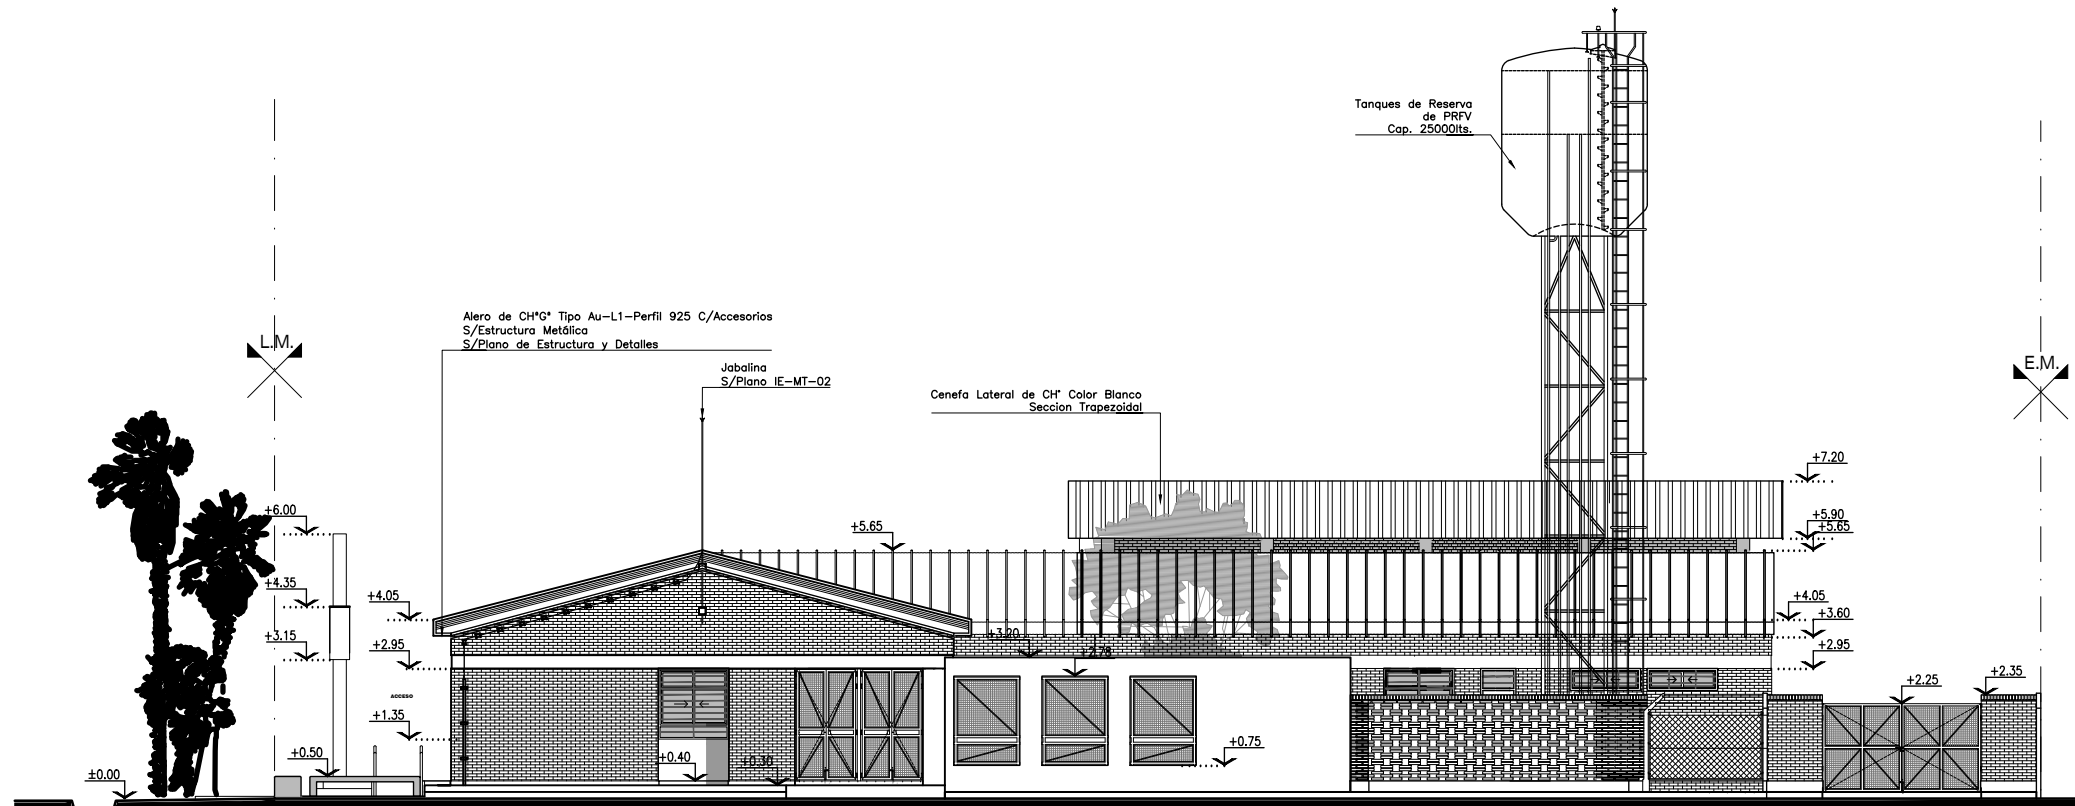 Tanques de Reserva
de PRFV
Cap. 25000lts.
Alero de CH°G° Tipo Au-L1-Perfil 925 C/Accesorios
S/Estructura Metálica
S/Plano de Estructura y Detalles
L.M.
E.M.
Jabalina
S/Plano IE-MT-02
Cenefa Lateral de CH° Color Blanco
Seccion Trapezoidal
+7.20
+6.00
+5.90
+5.65
+5.65
+4.35
+4.05
+4.05
+3.60
+3.15
+3.20
+2.95
+2.78
+2.95
+2.35
+2.25
ACCESO
+1.35
+0.75
+0.50
+0.40
+0.30
±0.00